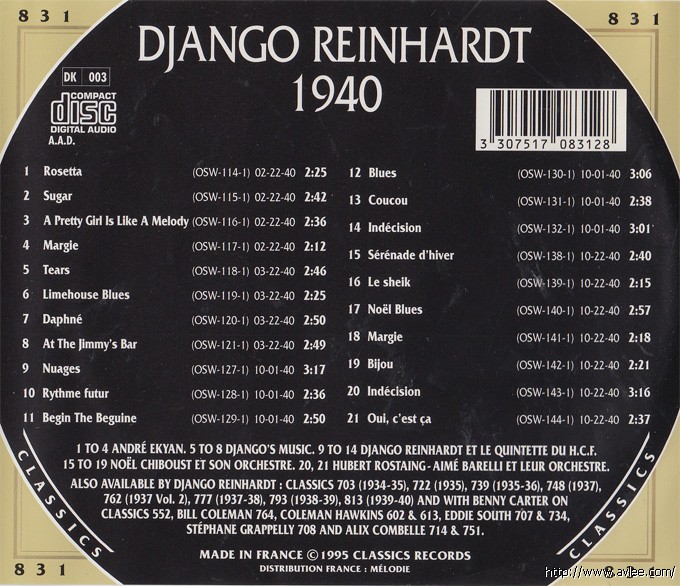 831
831
DJANGO REINHARDT
1940
DK 003
COMPACT
disc
DIGITAL AUDIO
A.A.D.
3 307517 083128
1 Rosetta (OSW-114-1) 02-22-40 2:25
2 Sugar (OSW-115-1) 02-22-40 2:42
3 A Pretty Girl Is Like A Melody (OSW-116-1) 02-22-40 2:36
4 Margie (OSW-117-1) 02-22-40 2:12
5 Tears (OSW-118-1) 03-22-40 2:46
6 Limehouse Blues (OSW-119-1) 03-22-40 2:25
7 Daphné (OSW-120-1) 03-22-40 2:50
8 At The Jimmy's Bar (OSW-121-1) 03-22-40 2:49
9 Nuages (OSW-127-1) 10-01-40 3:17
10 Rythme futur (OSW-128-1) 10-01-40 2:36
11 Begin The Beguine (OSW-129-1) 10-01-40 2:50
12 Blues (OSW-130-1) 10-01-40 3:06
13 Coucou (OSW-131-1) 10-01-40 2:38
14 Indécision (OSW-132-1) 10-01-40 3:01
15 Sérénade d'hiver (OSW-138-1) 10-22-40 2:40
16 Le sheik (OSW-139-1) 10-22-40 2:15
17 Noël Blues (OSW-140-1) 10-22-40 2:57
18 Margie (OSW-141-1) 10-22-40 2:18
19 Bijou (OSW-142-1) 10-22-40 2:21
20 Indécision (OSW-143-1) 10-22-40 3:16
21 Oui, c'est ça (OSW-144-1) 10-22-40 2:37
1 TO 4 ANDRÉ EKYAN. 5 TO 8 DJANGO'S MUSIC. 9 TO 14 DJANGO REINHARDT ET LE QUINTETTE DU H.C.F.
15 TO 19 NOËL CHIBOUST ET SON ORCHESTRE. 20, 21 HUBERT ROSTAING - AIMÉ BARELLI ET LEUR ORCHESTRE.
ALSO AVAILABLE BY DJANGO REINHARDT : CLASSICS 703 (1934-35), 722 (1935), 739 (1935-36), 748 (1937),
762 (1937 Vol. 2), 777 (1937-38), 793 (1938-39), 813 (1939-40) AND WITH BENNY CARTER ON
CLASSICS 552, BILL COLEMAN 764, COLEMAN HAWKINS 602 & 613, EDDIE SOUTH 707 & 734,
STÉPHANE GRAPPELLY 708 AND ALIX COMBELLE 714 & 751.
CLASSICS
CLASSICS
MADE IN FRANCE © 1995 CLASSICS RECORDS
DISTRIBUTION FRANCE : MÉLODIE
831
http://www.avlee.com/